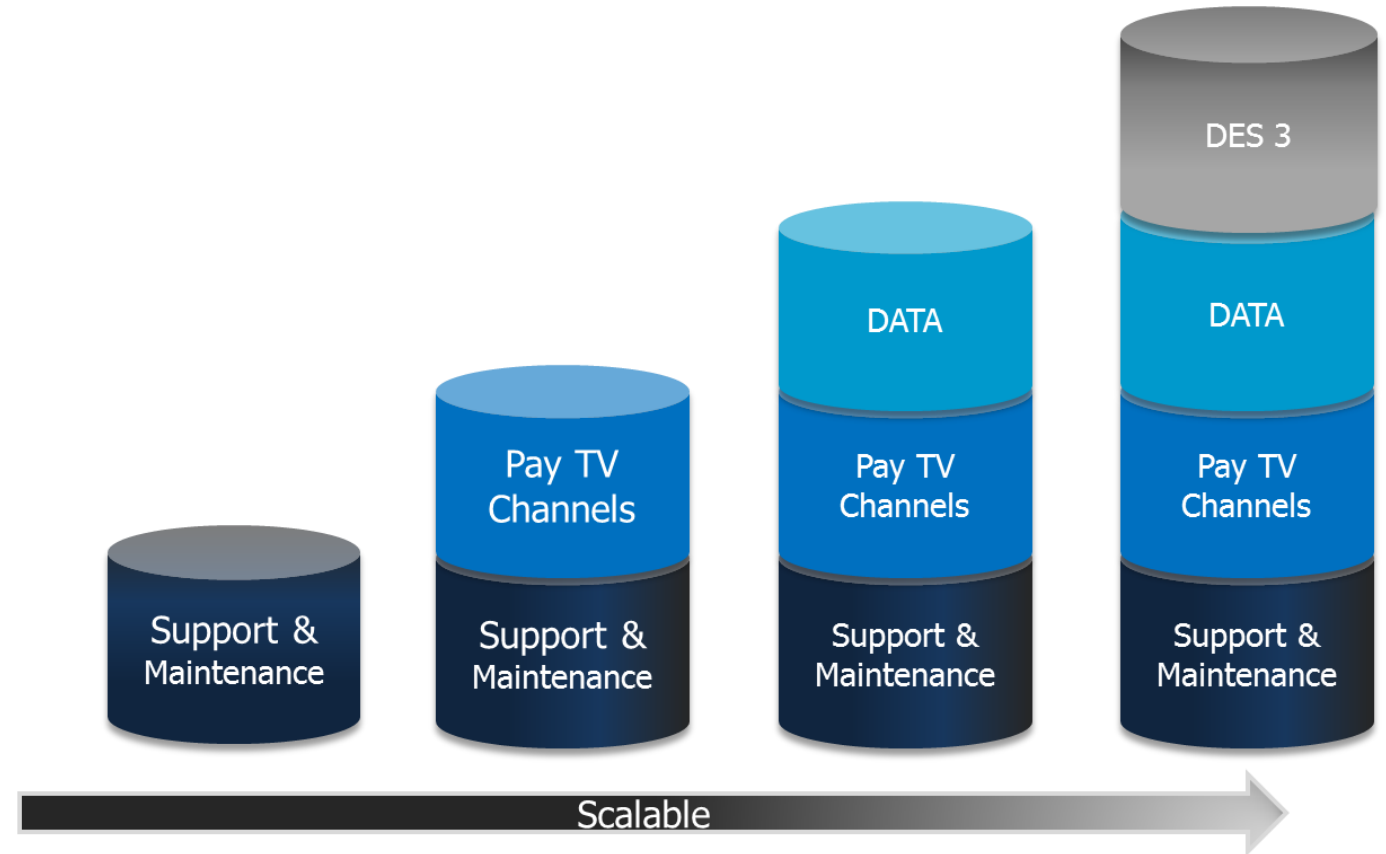 Support &
Maintenance
Pay TV
Channels
Support &
Maintenance
DATA
Pay TV
Channels
Support &
Maintenance
DES 3
DATA
Pay TV
Channels
Support &
Maintenance
Scalable